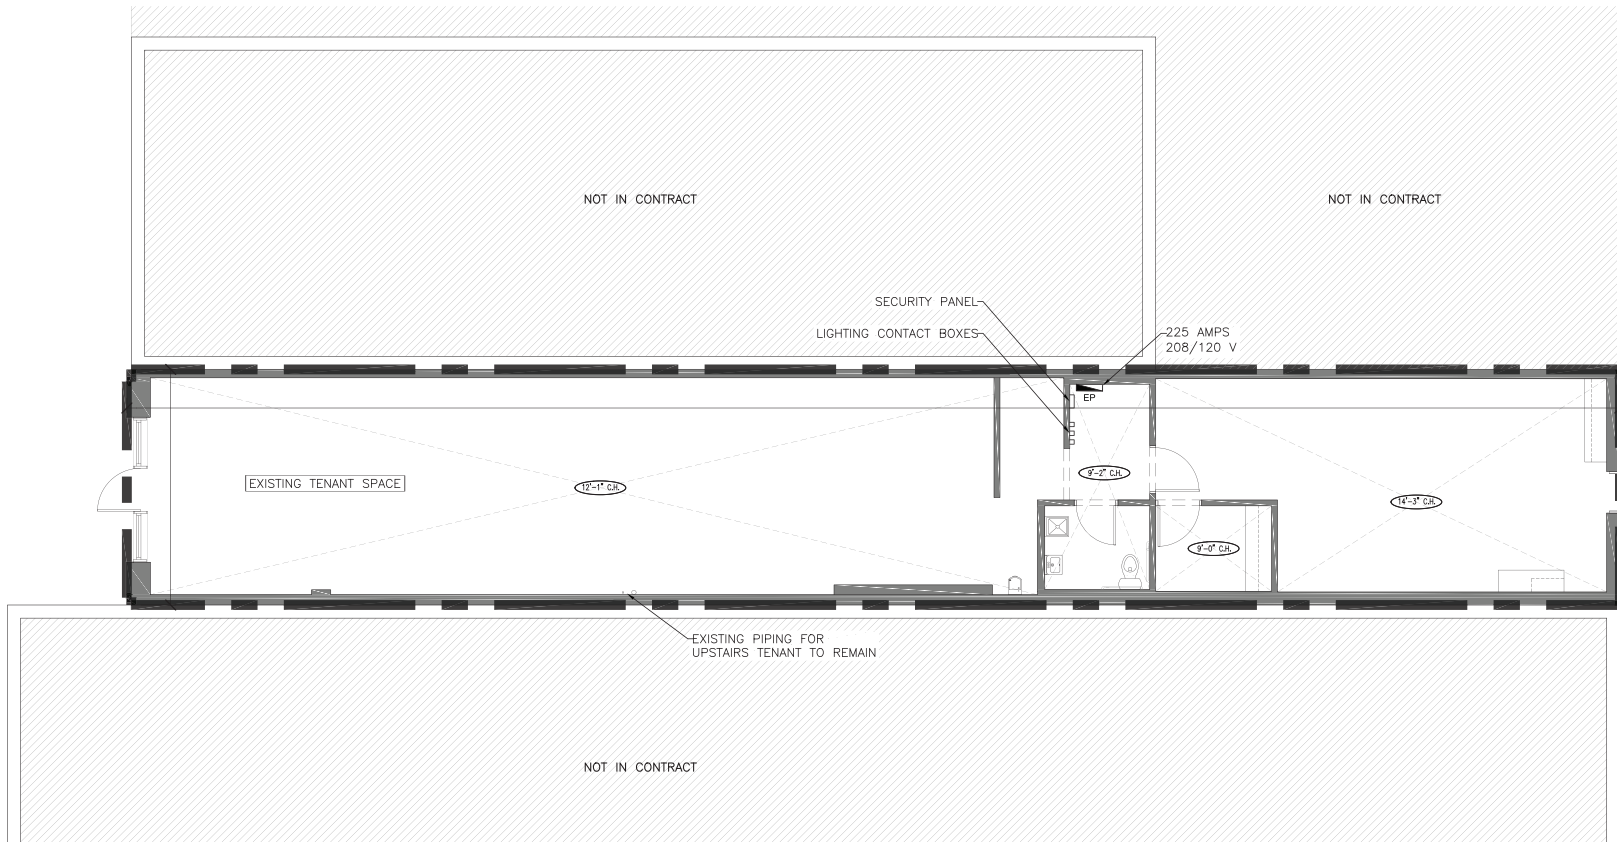 NOT IN CONTRACT
NOT IN CONTRACT
SECURITY PANEL
LIGHTING CONTACT BOXES
225 AMPS
208/120 V
EP
9'-2" C.H.
EXISTING TENANT SPACE
12'-1" C.H.
14'-3" C.H.
9'-0" C.H.
EXISTING PIPING FOR
UPSTAIRS TENANT TO REMAIN
NOT IN CONTRACT